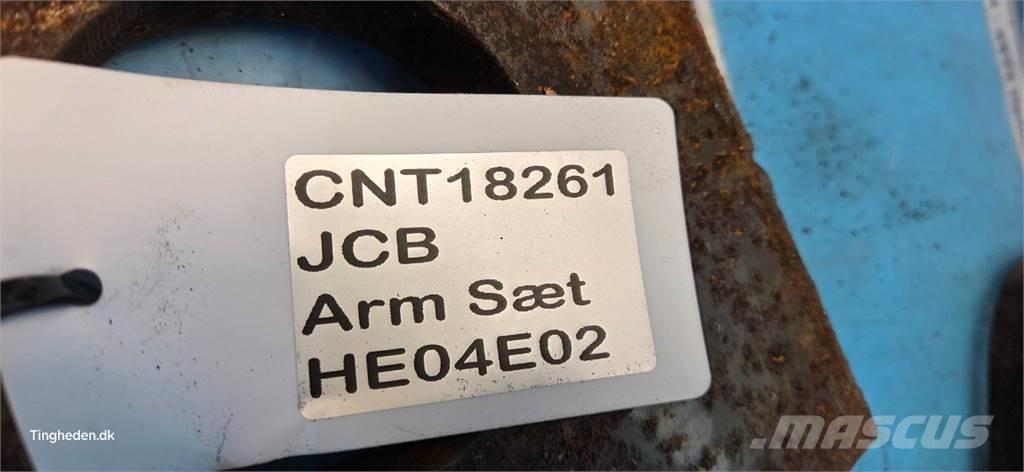 CNT18261
JCB
Arm Sæt
HE04E02
Tingheden.dk
MASCUS